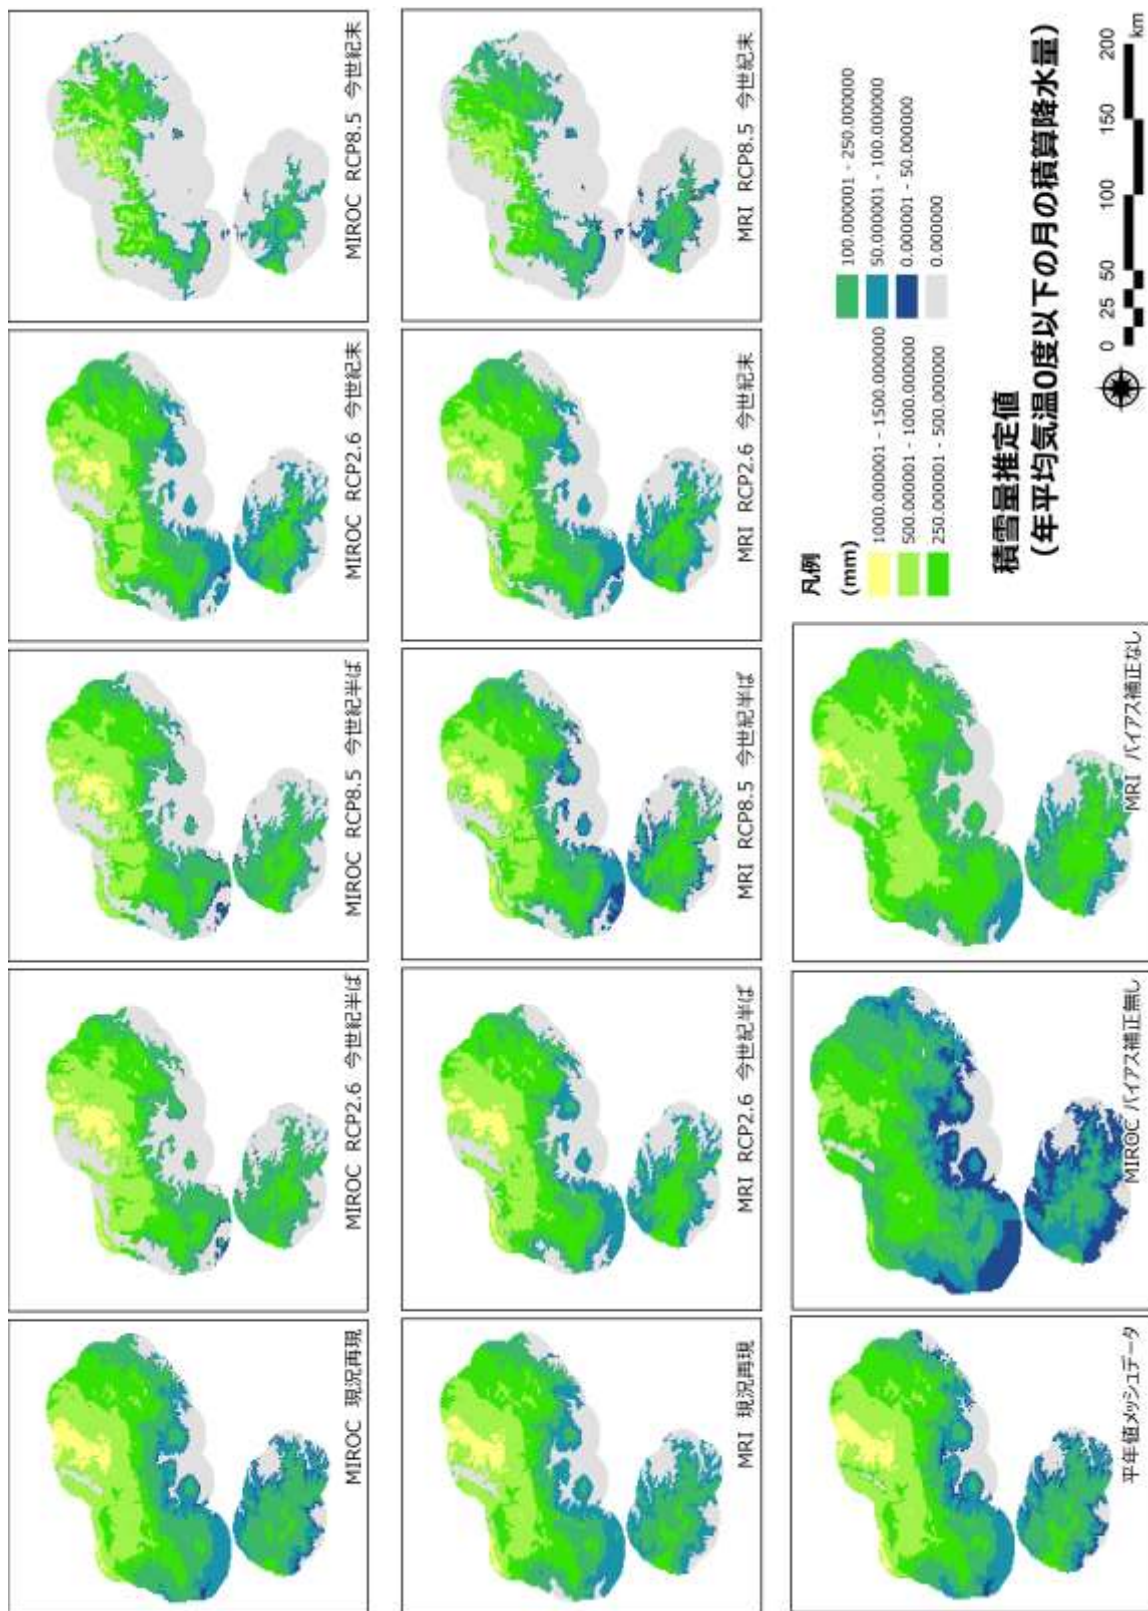 MIROC 現況再現
MIROC RCP2.6 今世紀半ば
MIROC RCP8.5 今世紀半ば
MIROC RCP2.6 今世紀末
MIROC RCP8.5 今世紀末
MRI 現況再現
MRI RCP2.6 今世紀半ば
MRI RCP8.5 今世紀半ば
MRI RCP2.6 今世紀末
MRI RCP8.5 今世紀末
平年値メッシュデータ
MIROC バイアス補正無し
MRI バイアス補正なし
凡例
(mm)
1000.000001 - 1500.000000
500.000001 - 1000.000000
250.000001 - 500.000000
100.000001 - 250.000000
50.000001 - 100.000000
0.000001 - 50.000000
0.000000
積雪量推定値
(年平均気温0度以下の月の積算降水量)
0 25 50 100 150 200
km